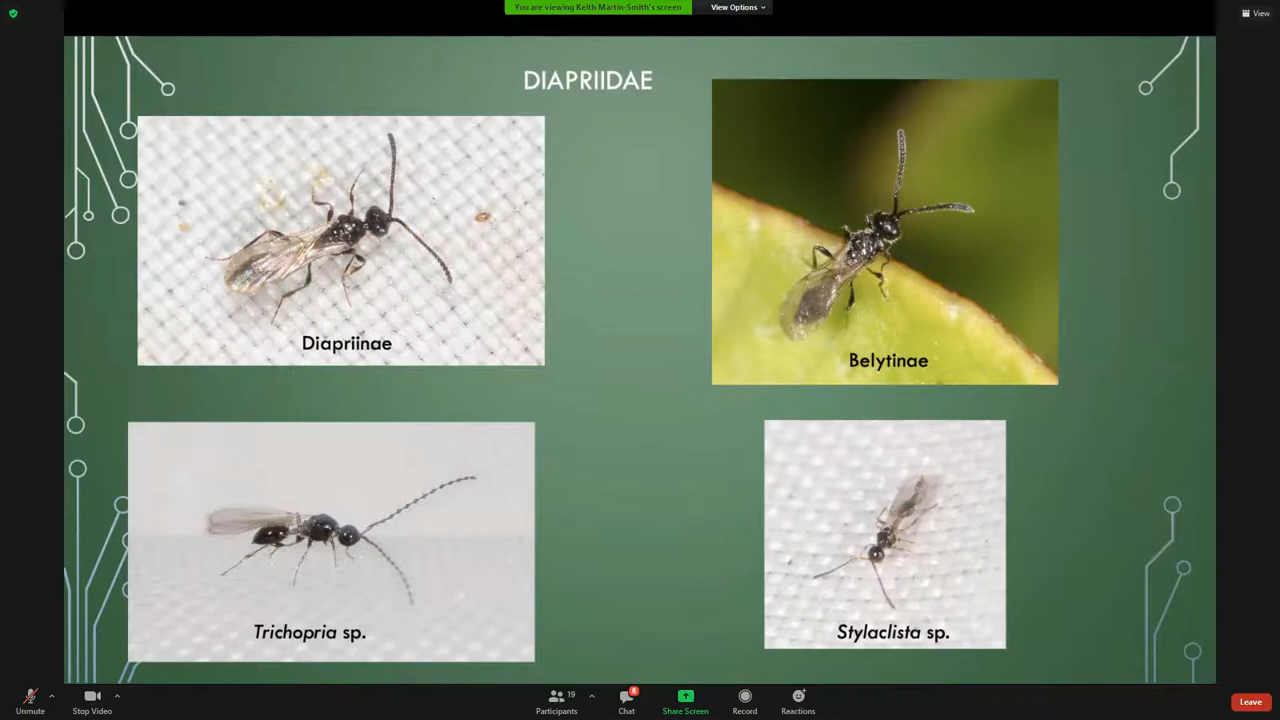 You are viewing Keith Martin-Smith's screen
View Options
View
DIAPRIIDAE
Diapriinae
Belytinae
Trichopria sp.
Stylaclista sp.
Unmute
Stop Video
Participants
19
Chat
8
Share Screen
Record
Reactions
Leave